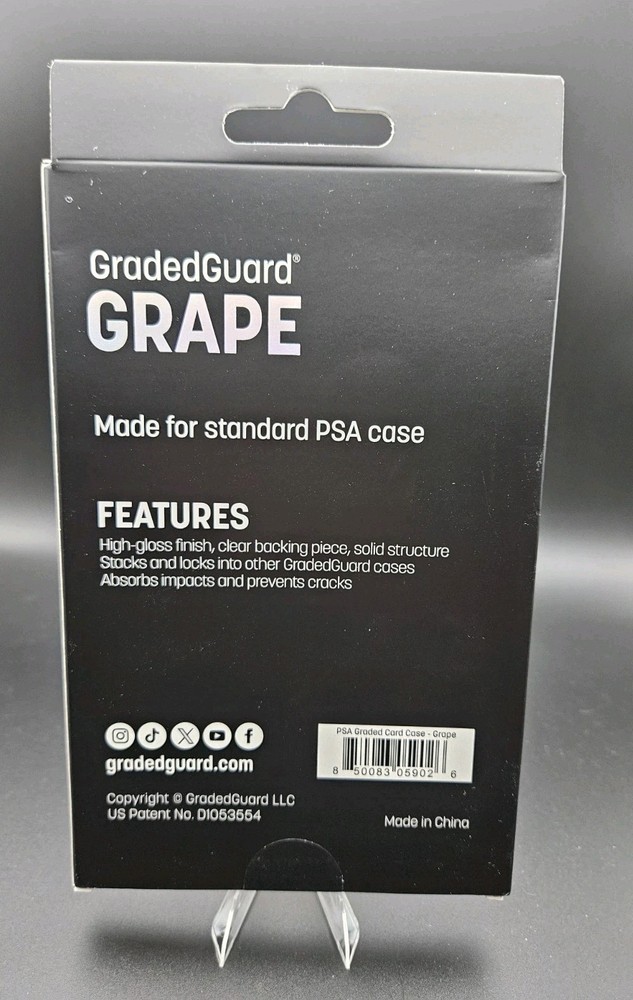 GradedGuard®
GRAPE
Made for standard PSA case
FEATURES
High-gloss finish, clear backing piece, solid structure
Stacks and locks into other GradedGuard cases
Absorbs impacts and prevents cracks
gradedguard.com
PSA Graded Card Case - Grape
8 50083 05902 6
Copyright © GradedGuard LLC
US Patent No. D1053554
Made in China